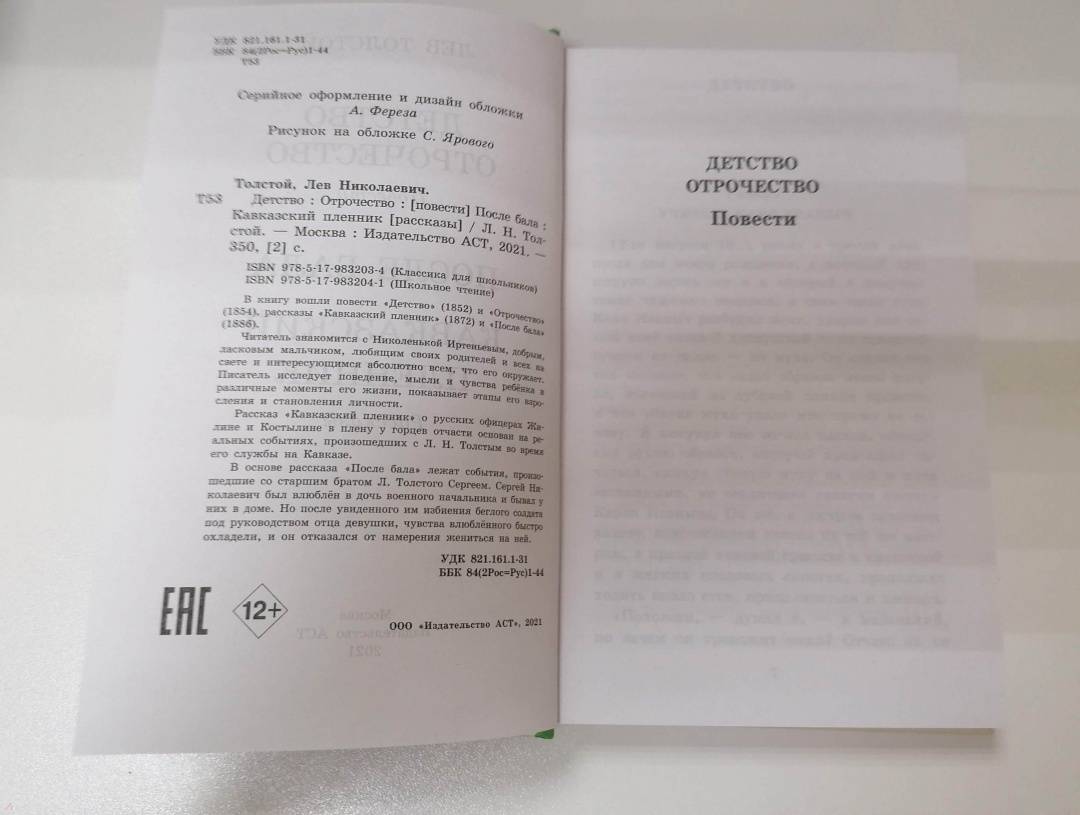 УДК 821.161.1-31
ББК 84(2Рос=Рус)1-44
Т53
Серийное оформление и дизайн обложки
А. Фереза
Рисунок на обложке С. Ярового
Толстой, Лев Николаевич.
Т53 Детство : Отрочество : [повести] После бала :
Кавказский пленник [рассказы] / Л. Н. Тол-
стой. — Москва : Издательство АСТ, 2021. —
350, [2] с.
ISBN 978-5-17-983203-4 (Классика для школьников)
ISBN 978-5-17-983204-1 (Школьное чтение)
В книгу вошли повести «Детство» (1852) и «Отрочество»
(1854), рассказы «Кавказский пленник» (1872) и «После бала»
(1886).
Читатель знакомится с Николенькой Иртеньевым, добрым,
ласковым мальчиком, любящим своих родителей и всех на
свете и интересующимся абсолютно всем, что его окружает.
Писатель исследует поведение, мысли и чувства ребёнка в
различные моменты его жизни, показывает этапы его взро-
сления и становления личности.
Рассказ «Кавказский пленник» о русских офицерах Жи-
лине и Костылине в плену у горцев отчасти основан на ре-
альных событиях, произошедших с Л. Н. Толстым во время
его службы на Кавказе.
В основе рассказа «После бала» лежат события, произо-
шедшие со старшим братом Л. Толстого Сергеем. Сергей Ни-
колаевич был влюблён в дочь военного начальника и бывал у
них в доме. Но после увиденного им избиения беглого солдата
под руководством отца девушки, чувства влюблённого быстро
охладели, и он отказался от намерения жениться на ней.
УДК 821.161.1-31
ББК 84(2Рос=Рус)1-44
EAC
12+
ООО «Издательство АСТ», 2021
ДЕТСТВО
ОТРОЧЕСТВО
Повести